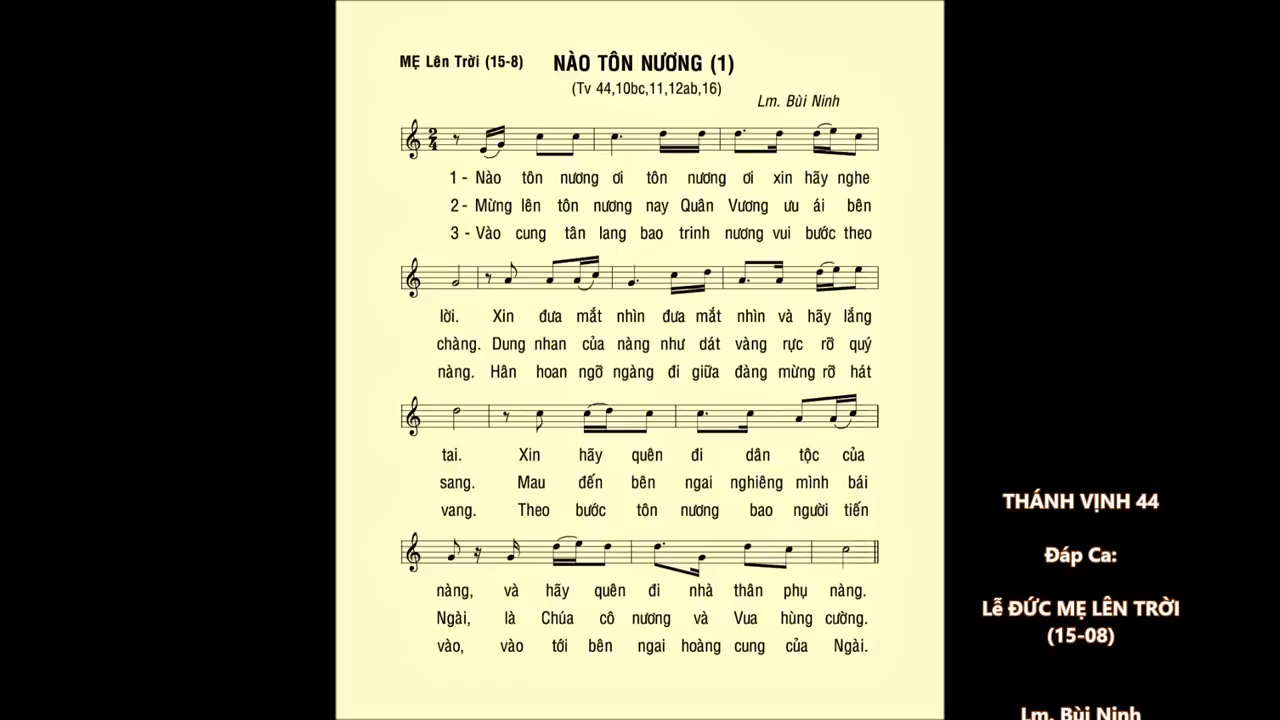 MẸ Lên Trời (15-8)
NÀO TÔN NƯƠNG (1)
(Tv 44,10bc,11,12ab,16)
Lm. Bùi Ninh
2
4
1 - Nào tôn nương ơi tôn nương ơi xin hãy nghe
2 - Mừng lên tôn nương nay Quân Vương ưu ái bên
3 - Vào cung tân lang bao trinh nương vui bước theo
lời. Xin đưa mắt nhìn đưa mắt nhìn và hãy lắng
chàng. Dung nhan của nàng như dát vàng rực rỡ quý
nàng. Hân hoan ngỡ ngàng đi giữa đàng mừng rỡ hát
tai. Xin hãy quên đi dân tộc của
sang. Mau đến bên ngai nghiêng mình bái
vang. Theo bước tôn nương bao người tiến
nàng, và hãy quên đi nhà thân phụ nàng.
Ngài, là Chúa cô nương và Vua hùng cường.
vào, vào tới bên ngai hoàng cung của Ngài.
THÁNH VỊNH 44
Đáp Ca:
Lễ ĐỨC MẸ LÊN TRỜI
(15-08)
Lm. Bùi Ninh